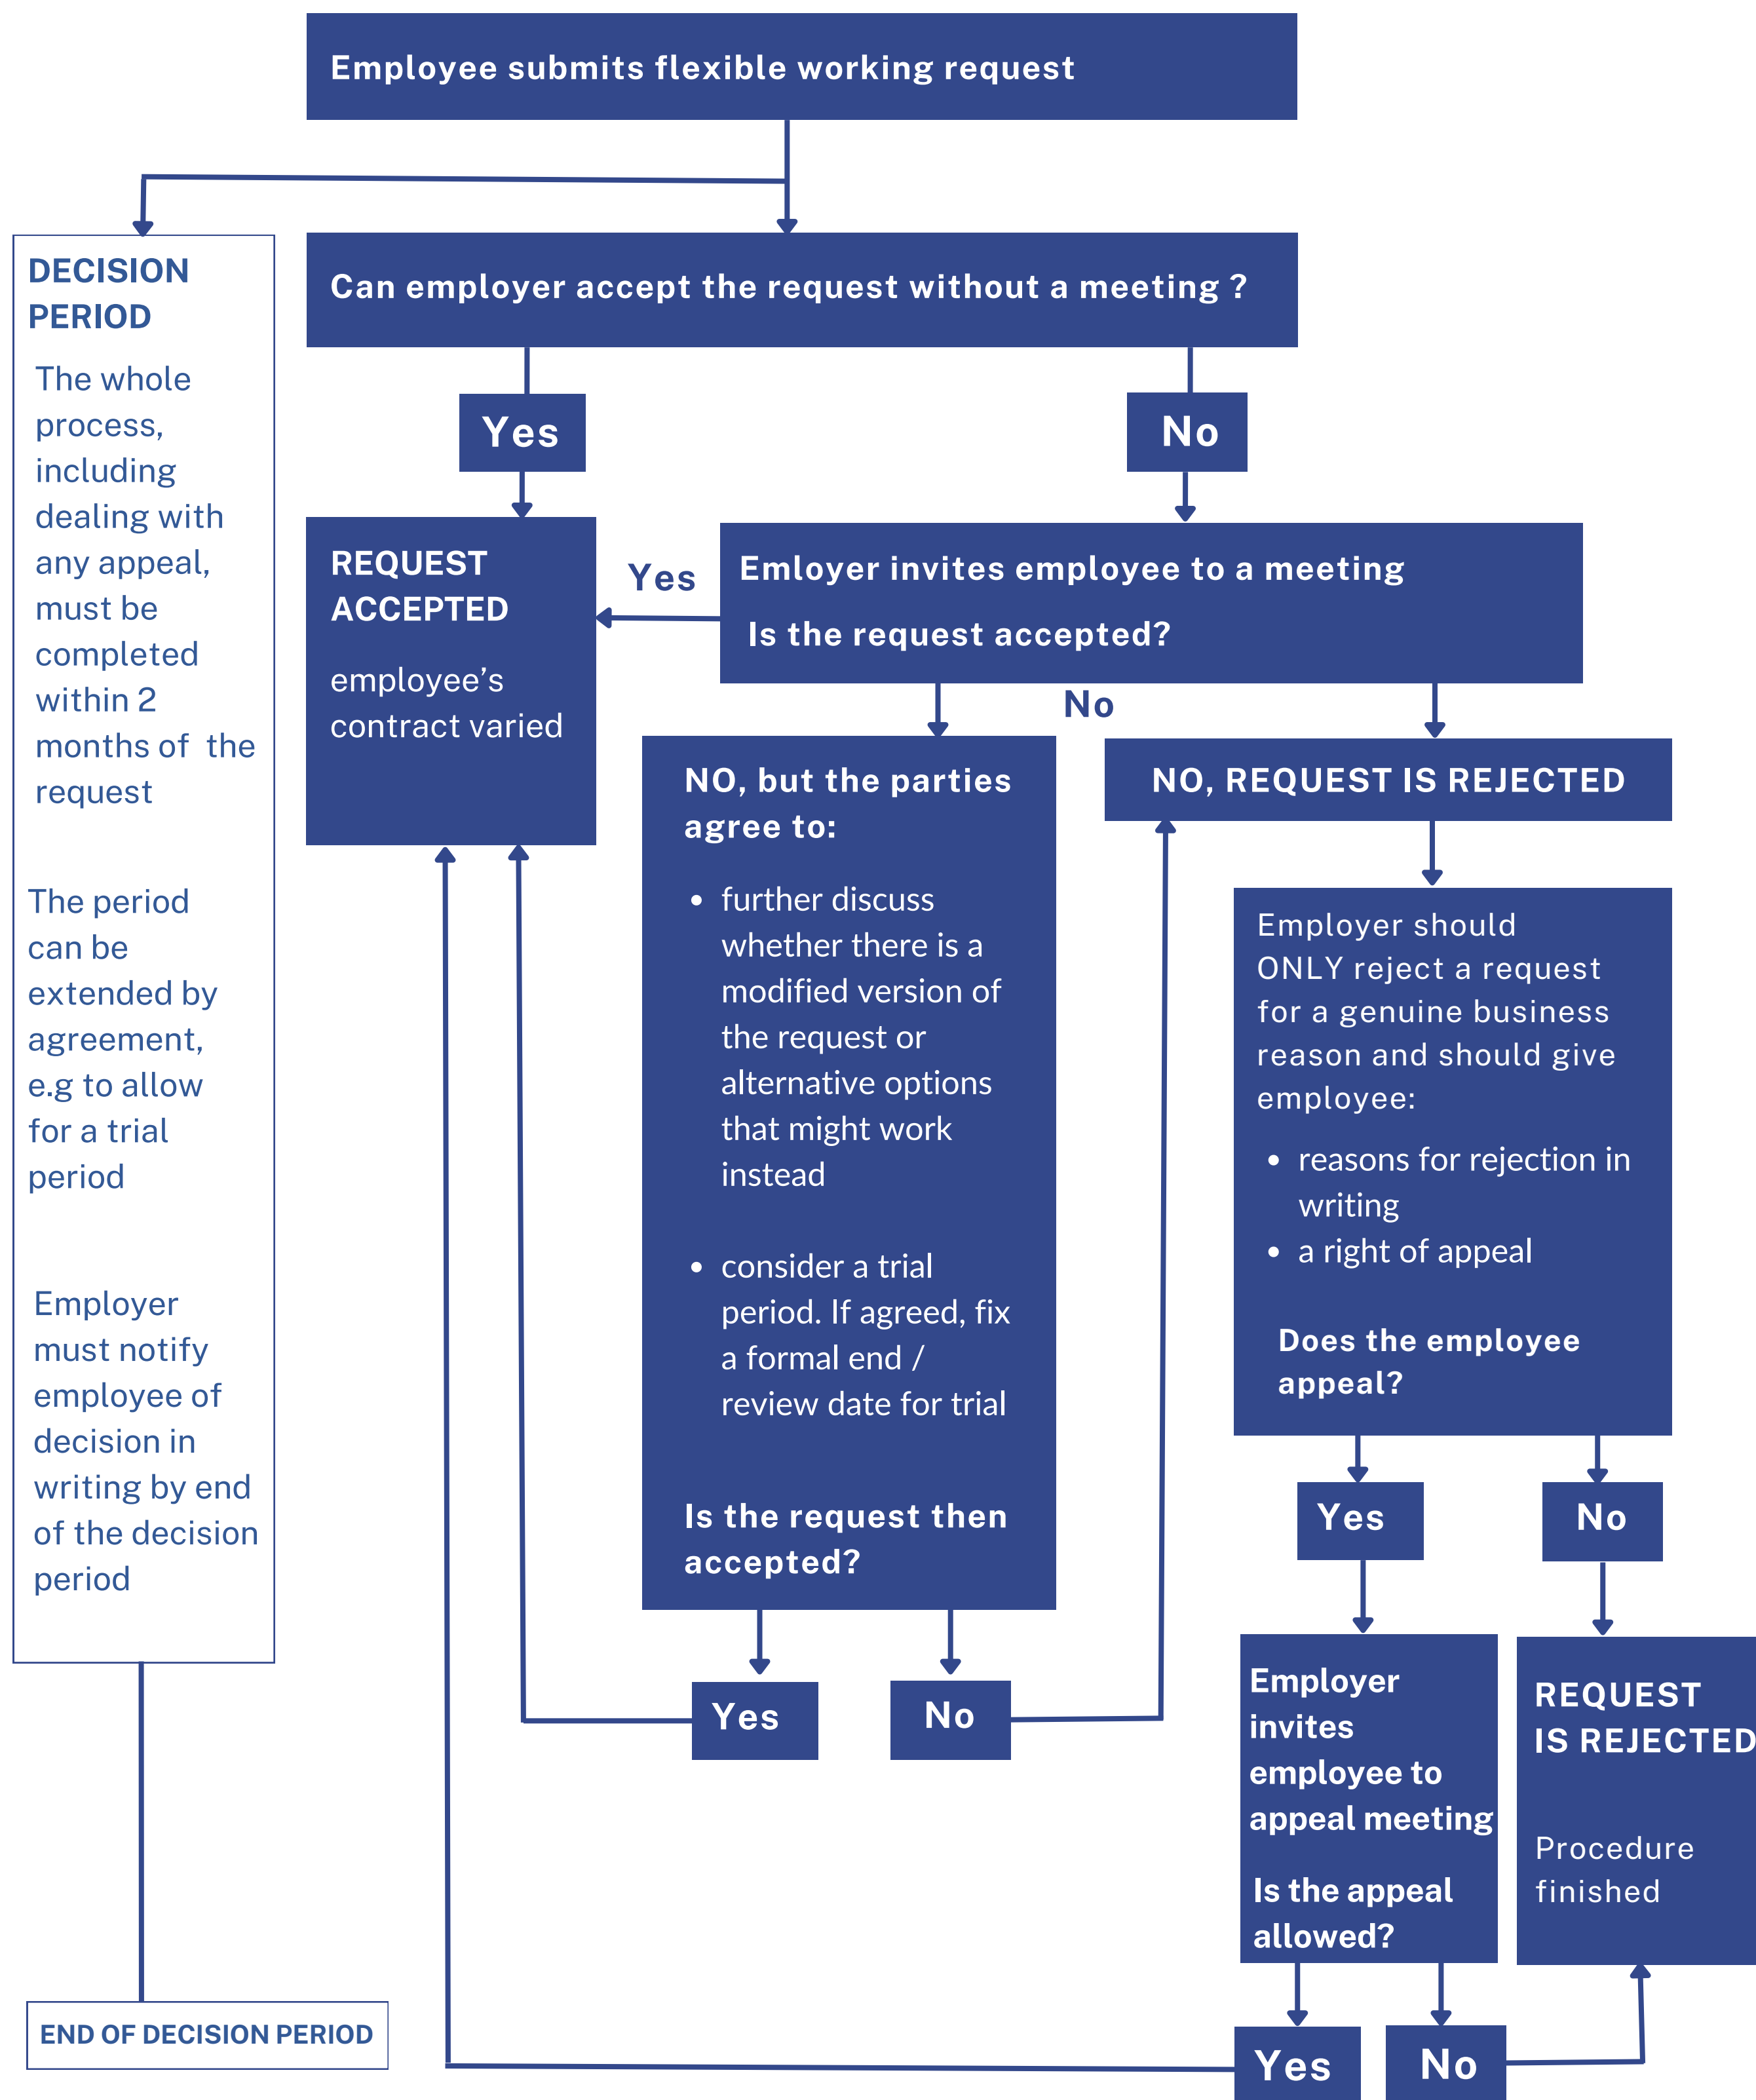 Employee submits flexible working request
DECISION
PERIOD
The whole
process,
including
dealing with
any appeal,
must be
completed
within 2
months of  the
request
The period
can be
extended by
agreement,
e.g to allow
for a trial
period
Employer
must notify
employee of
decision in
writing by end
of the decision
period
END OF DECISION PERIOD
Can employer accept the request without a meeting ?
Yes
No
REQUEST
ACCEPTED
employee’s
contract varied
Yes
Emloyer invites employee to a meeting
Is the request accepted?
No
NO, but the parties
agree to:
• further discuss
whether there is a
modified version of
the request or
alternative options
that might work
instead
• consider a trial
period. If agreed, fix
a formal end /
review date for trial
Is the request then
accepted?
Yes
No
NO, REQUEST IS REJECTED
Employer should
ONLY reject a request
for a genuine business
reason and should give
employee:
• reasons for rejection in
writing
• a right of appeal
Does the employee
appeal?
Yes
No
Employer
invites
employee to
appeal meeting
Is the appeal
allowed?
REQUEST
IS REJECTED
Procedure
finished
Yes
No